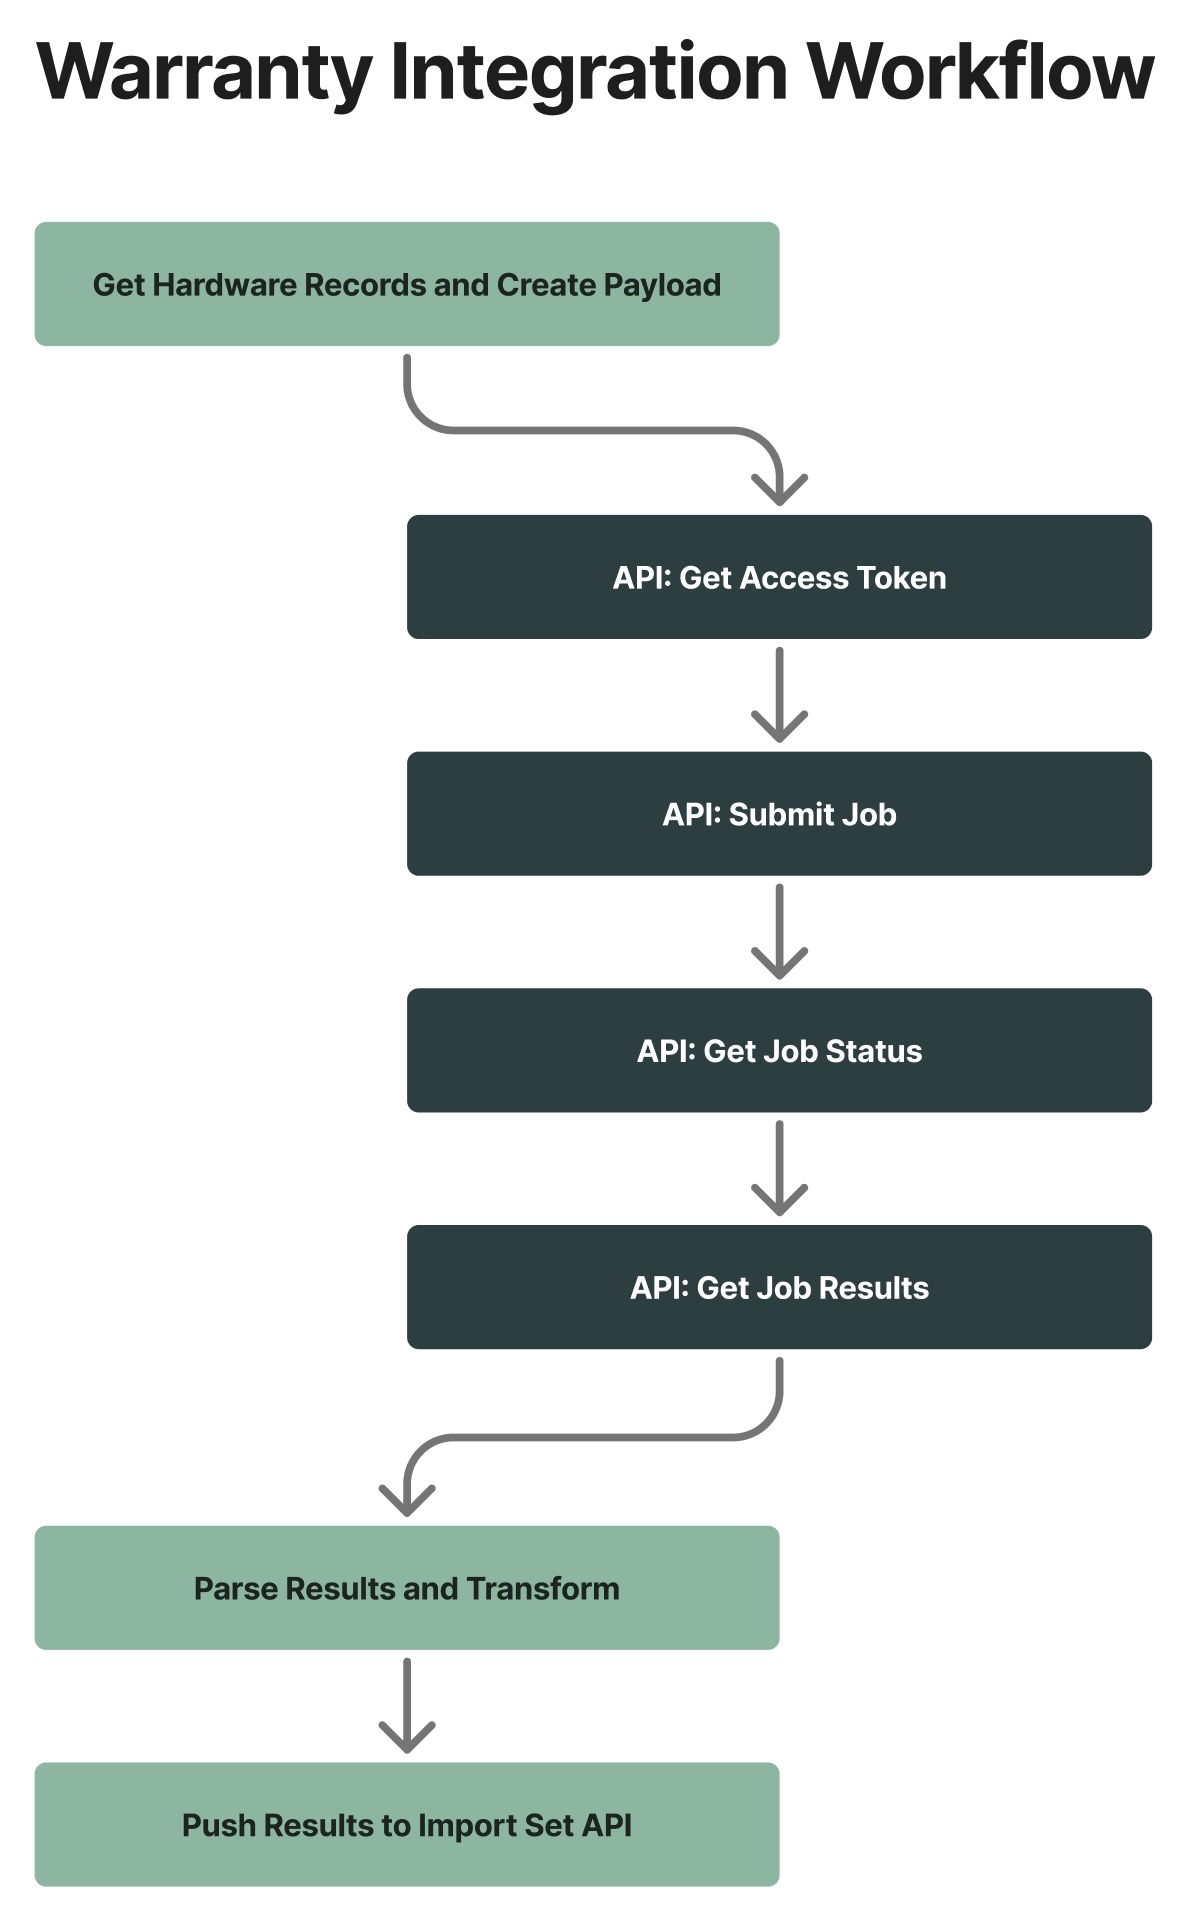 Warranty Integration Workflow
Get Hardware Records and Create Payload
API: Get Access Token
API: Submit Job
API: Get Job Status
API: Get Job Results
Parse Results and Transform
Push Results to Import Set API